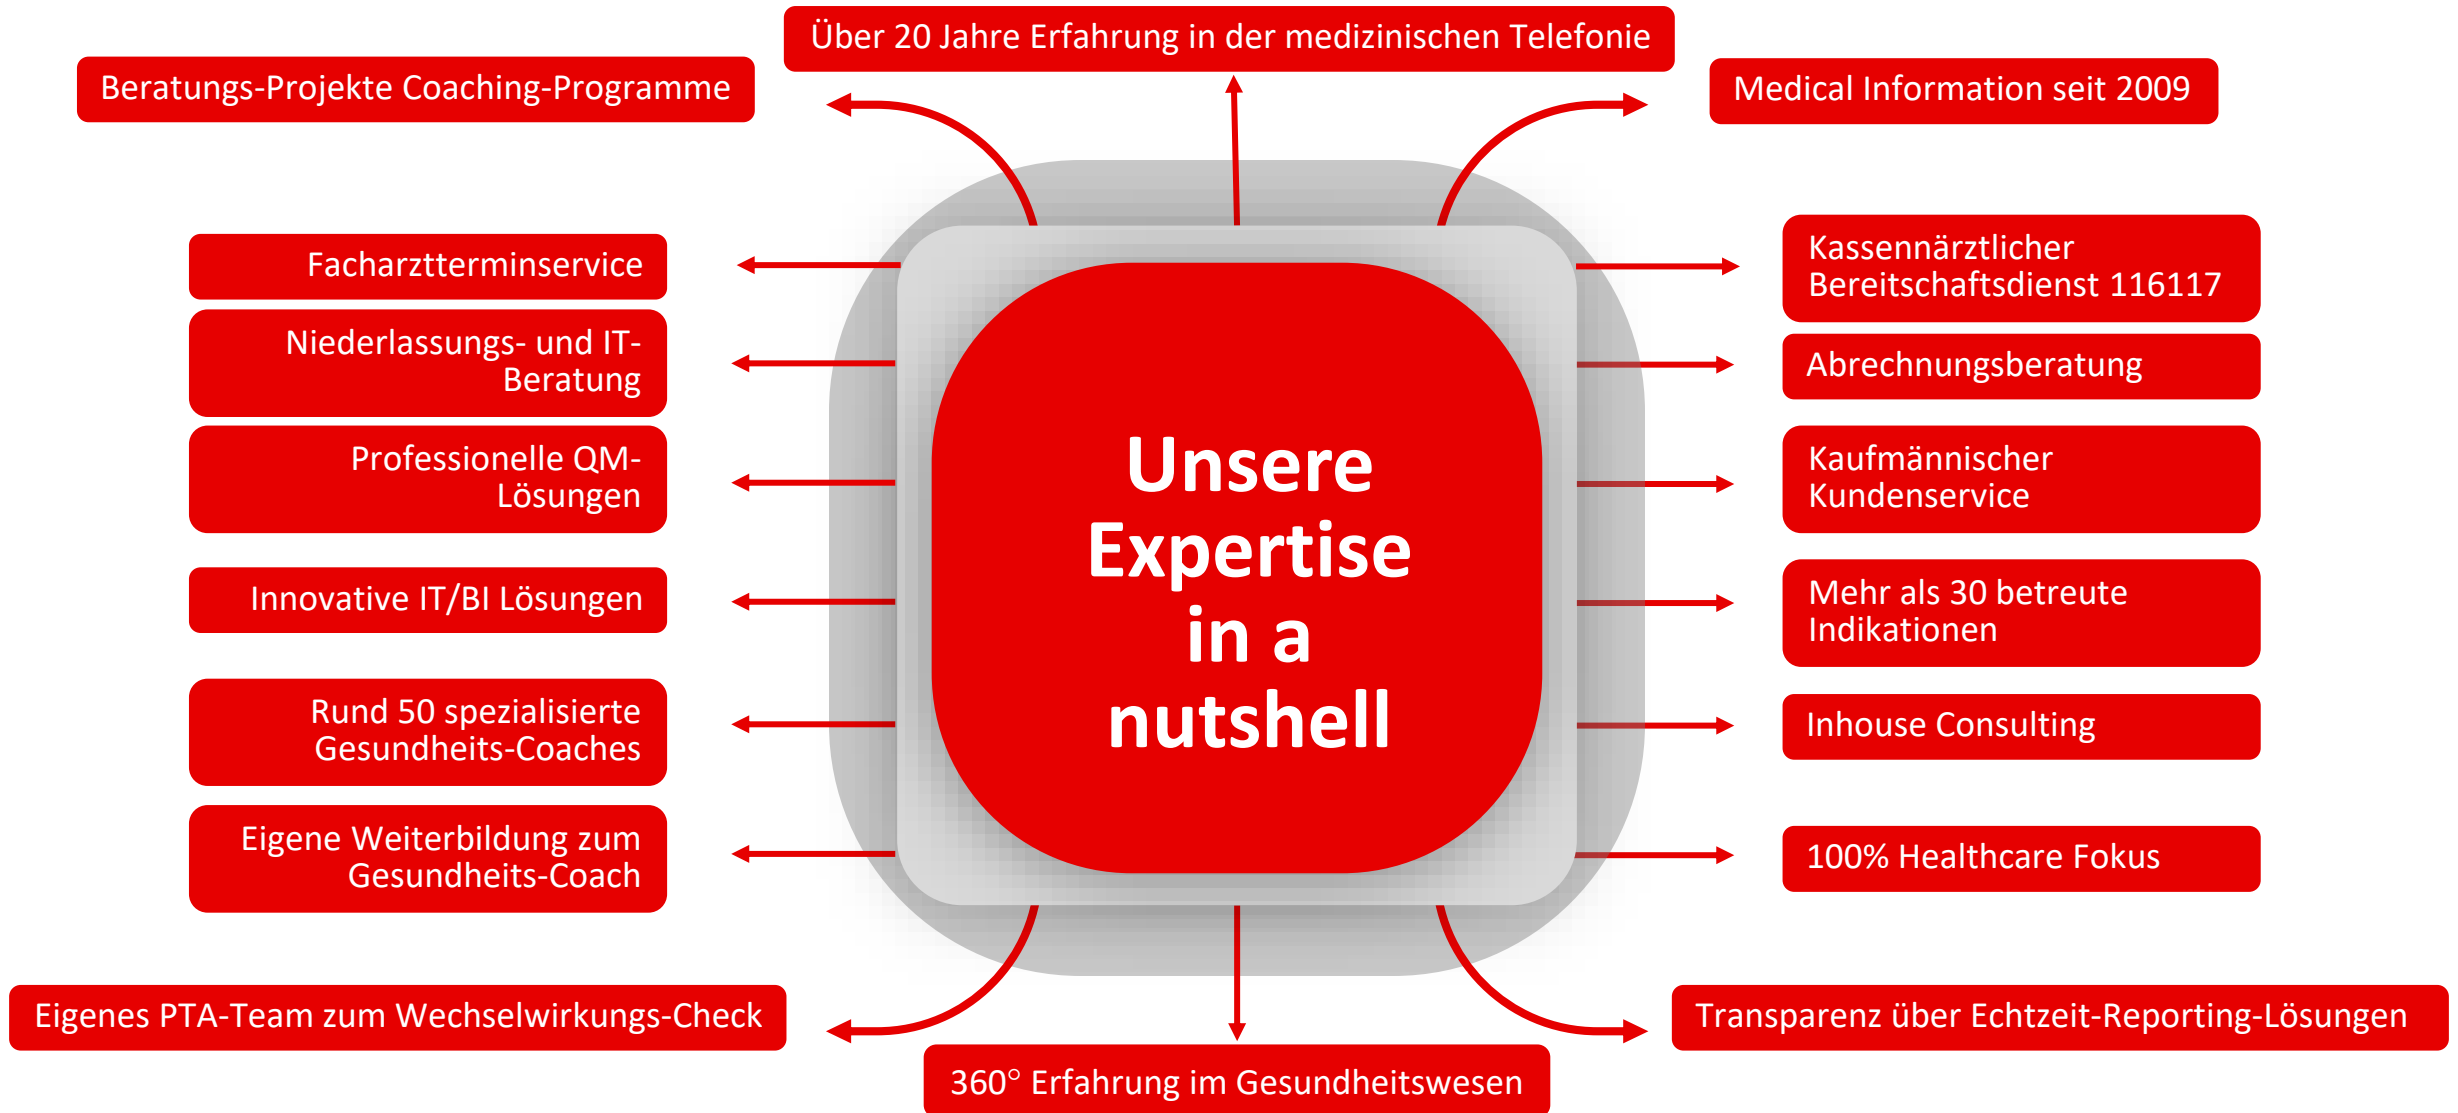 Über 20 Jahre Erfahrung in der medizinischen Telefonie
Beratungs-Projekte Coaching-Programme
Medical Information seit 2009
Facharztterminservice
Niederlassungs- und IT-
Beratung
Professionelle QM-
Lösungen
Innovative IT/BI Lösungen
Rund 50 spezialisierte
Gesundheits-Coaches
Eigene Weiterbildung zum
Gesundheits-Coach
Unsere
Expertise
in a
nutshell
Kassennärztlicher
Bereitschaftsdienst 116117
Abrechnungsberatung
Kaufmännischer
Kundenservice
Mehr als 30 betreute
Indikationen
Inhouse Consulting
100% Healthcare Fokus
Eigenes PTA-Team zum Wechselwirkungs-Check
Transparenz über Echtzeit-Reporting-Lösungen
360° Erfahrung im Gesundheitswesen